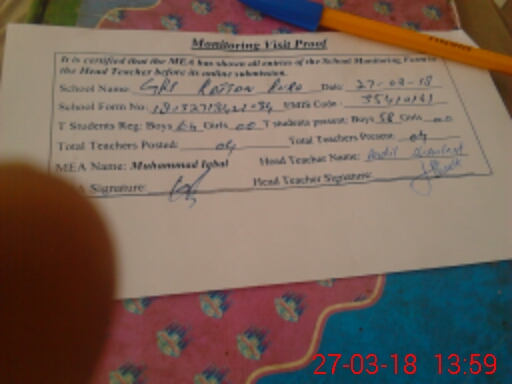 Monitoring Visit Proof
It is certified that the MEA has shown all entries of the School Monitoring Form to
the Head Teacher before its online submission.
School Name: GPS Date: 27-03-18
School Form No: EMIS Code:
T Students Reg: Boys 64 Girls 00 T students present: Boys 58 Girls 00
Total Teachers Posted: 04 Total Teachers Present: 04
MEA Name: Muhammad Iqbal Head Teacher Name:
Signature: Head Teacher Signature:
27-03-18 13:59